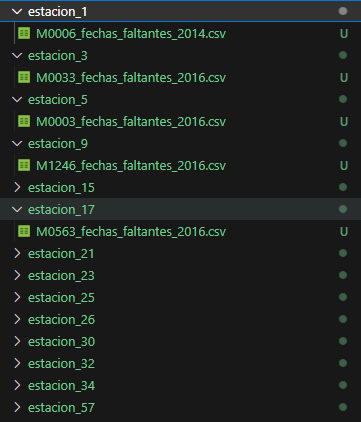 estacion_1
M0006_fechas_faltantes_2014.csv U
estacion_3
M0033_fechas_faltantes_2016.csv U
estacion_5
M0003_fechas_faltantes_2016.csv U
estacion_9
M1246_fechas_faltantes_2016.csv U
estacion_15
estacion_17
M0563_fechas_faltantes_2016.csv U
estacion_21
estacion_23
estacion_25
estacion_26
estacion_30
estacion_32
estacion_34
estacion_57